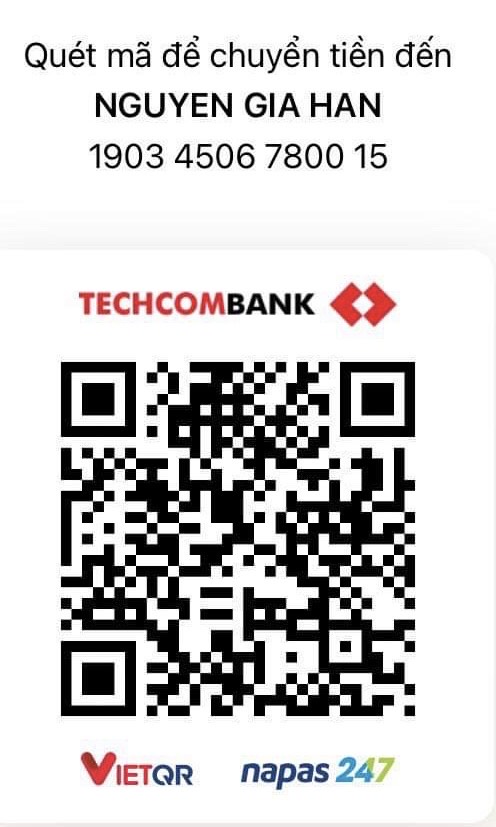 Quét mã để chuyển tiền đến
NGUYEN GIA HAN
1903 4506 7800 15
TECHCOMBANK
VIETQR
napas 247